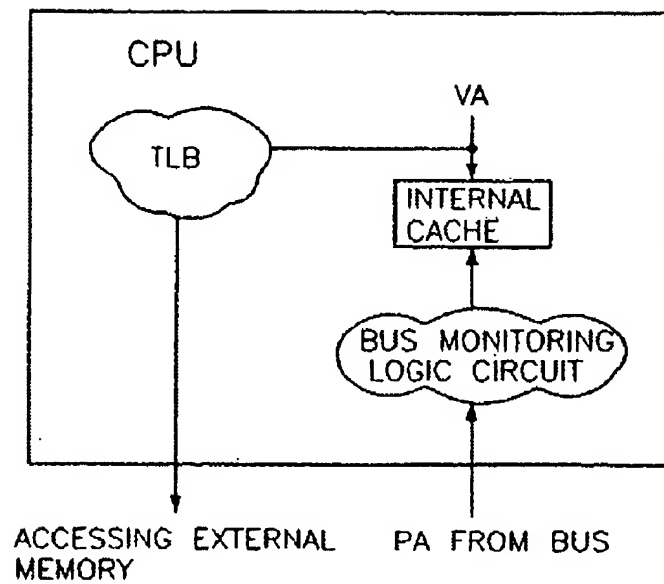 CPU
VA
TLB
INTERNAL
CACHE
BUS MONITORING
LOGIC CIRCUIT
ACCESSING EXTERNAL
MEMORY
PA FROM BUS